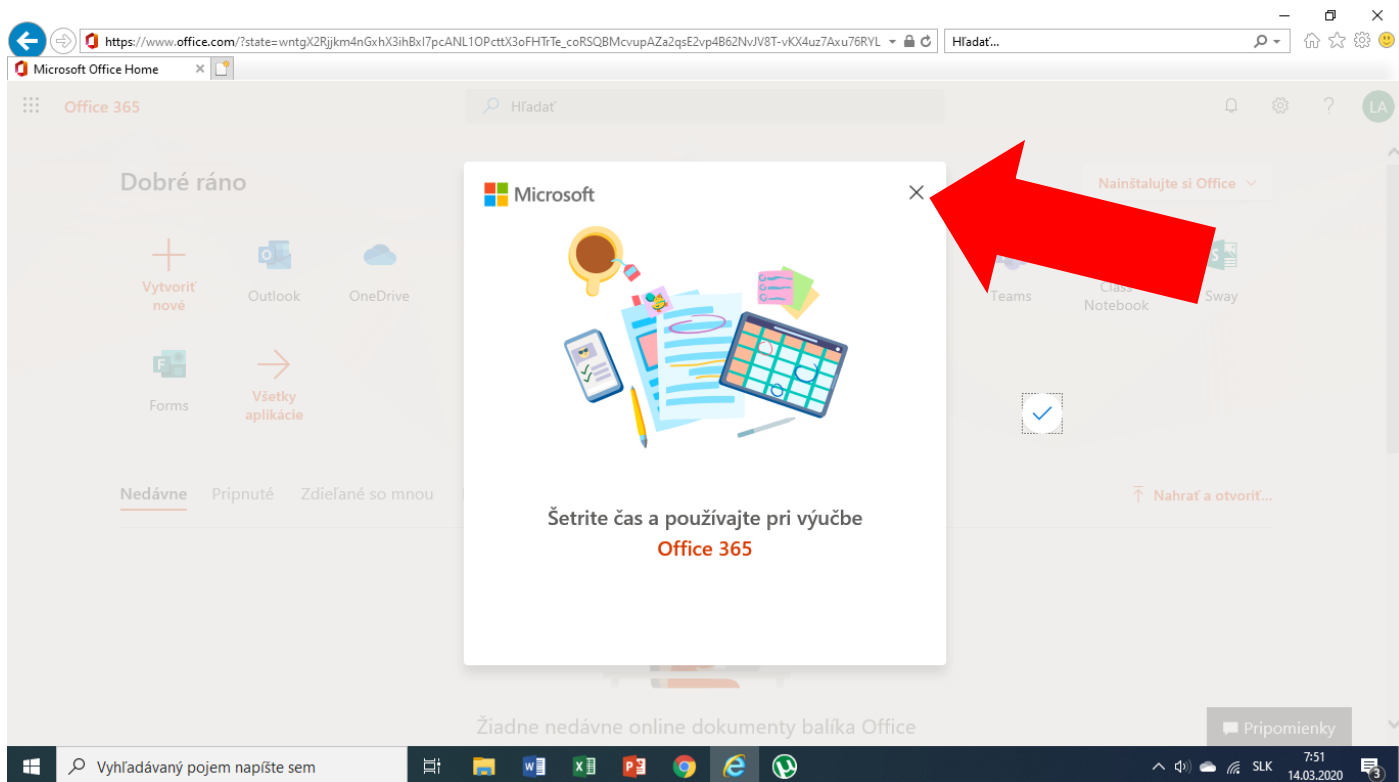 https://www.office.com/?state=wntgX2Rjjkm4nGxhX3ihBxI7pcANL1OPcttX3oFHTrTe_coRSQBMcvupAZa2qsE2vp4B62NvJV8T-vKX4uz7Axu76RYL
Hľadať...
Microsoft Office Home
Office 365
Hľadať
?
LA
Dobré ráno
Nainštalujte si Office
Vytvoriť
nové
Outlook
OneDrive
Teams
Class
Notebook
Sway
Forms
Všetky
aplikácie
Microsoft
Šetrite čas a používajte pri výučbe
Office 365
Nedávne Pripnuté Zdieľané so mnou
Nahrať a otvoriť...
Žiadne nedávne online dokumenty balíka Office
Pripomienky
Vyhľadávaný pojem napíšte sem
SLK
7:51
14.03.2020
3